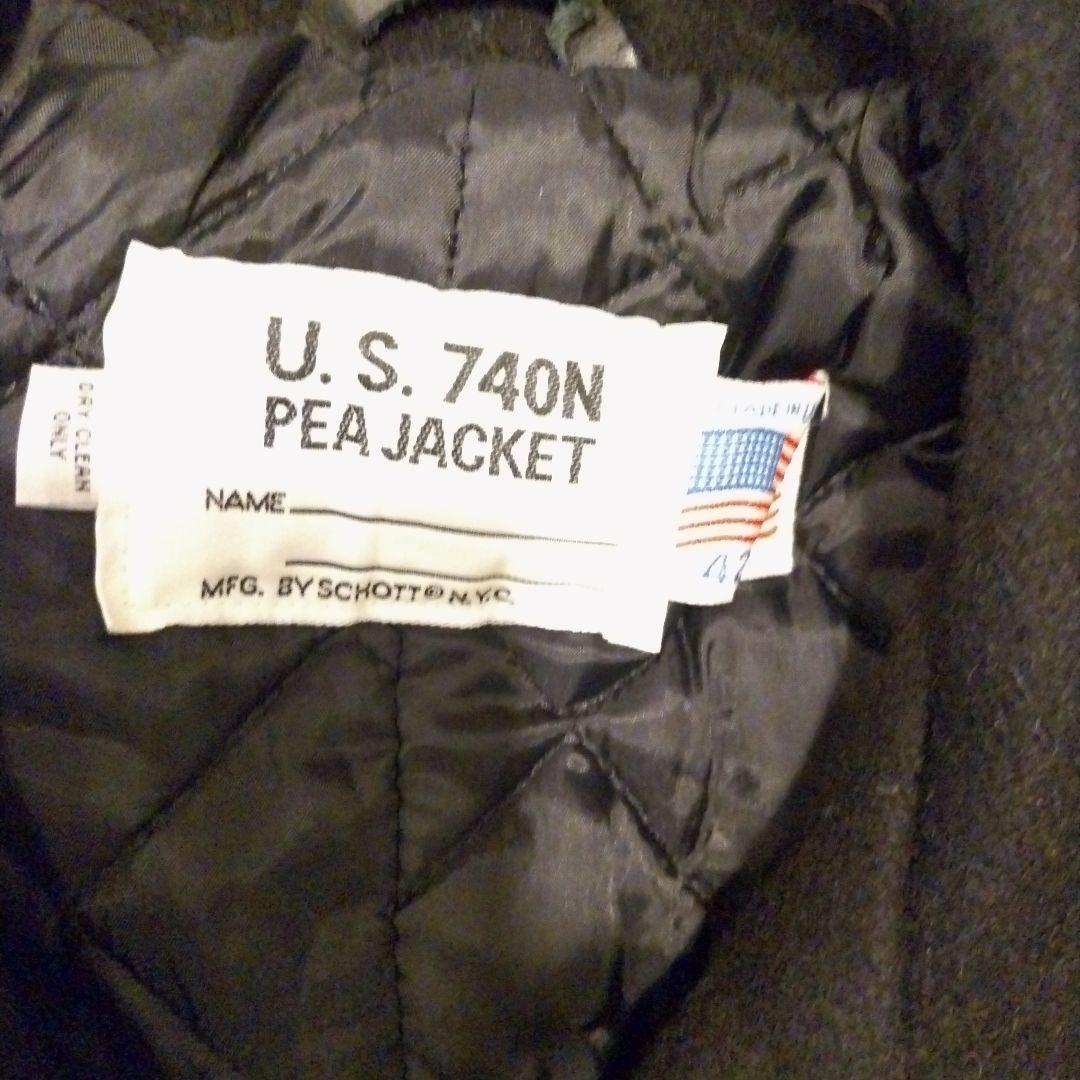 U. S. 740N
PEA JACKET
NAME
MFG. BY SCHOTT® N.Y.C.
DRY CLEAN
ONLY
42